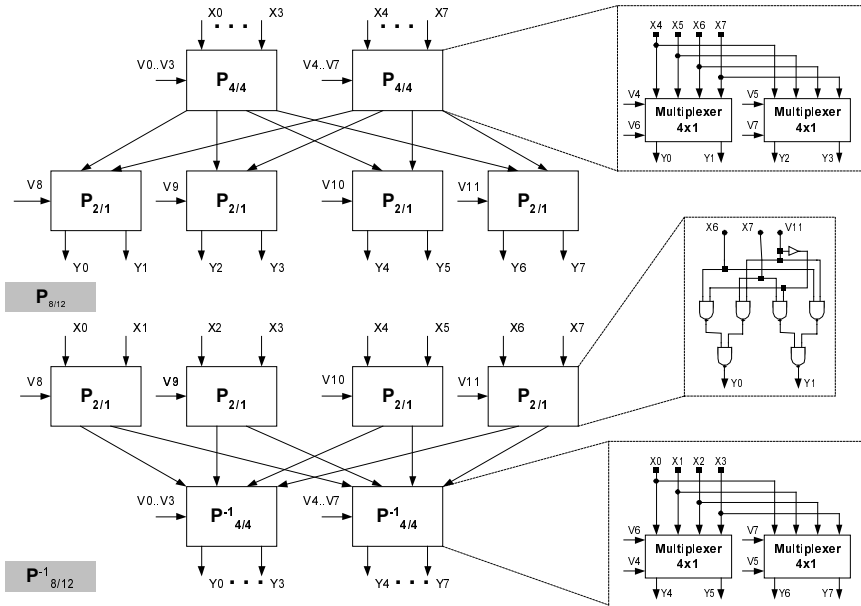 X0 X3 X4 X7
V0..V3 P4/4 V4..V7 P4/4
V8 P2/1 V9 P2/1 V10 P2/1 V11 P2/1
Y0 Y1 Y2 Y3 Y4 Y5 Y6 Y7
P8/12
X0 X1 X2 X3 X4 X5 X6 X7
V8 P2/1 V9 P2/1 V10 P2/1 V11 P2/1
V0..V3 P-1 4/4 V4..V7 P-1 4/4
Y0 Y3 Y4 Y7
P-1 8/12
X4 X5 X6 X7
V4 V6 Multiplexer 4x1
V5 V7 Multiplexer 4x1
Y0 Y1 Y2 Y3
X6 X7 V11
Y0 Y1
X0 X1 X2 X3
V6 V4 Multiplexer 4x1
V7 V5 Multiplexer 4x1
Y4 Y5 Y6 Y7